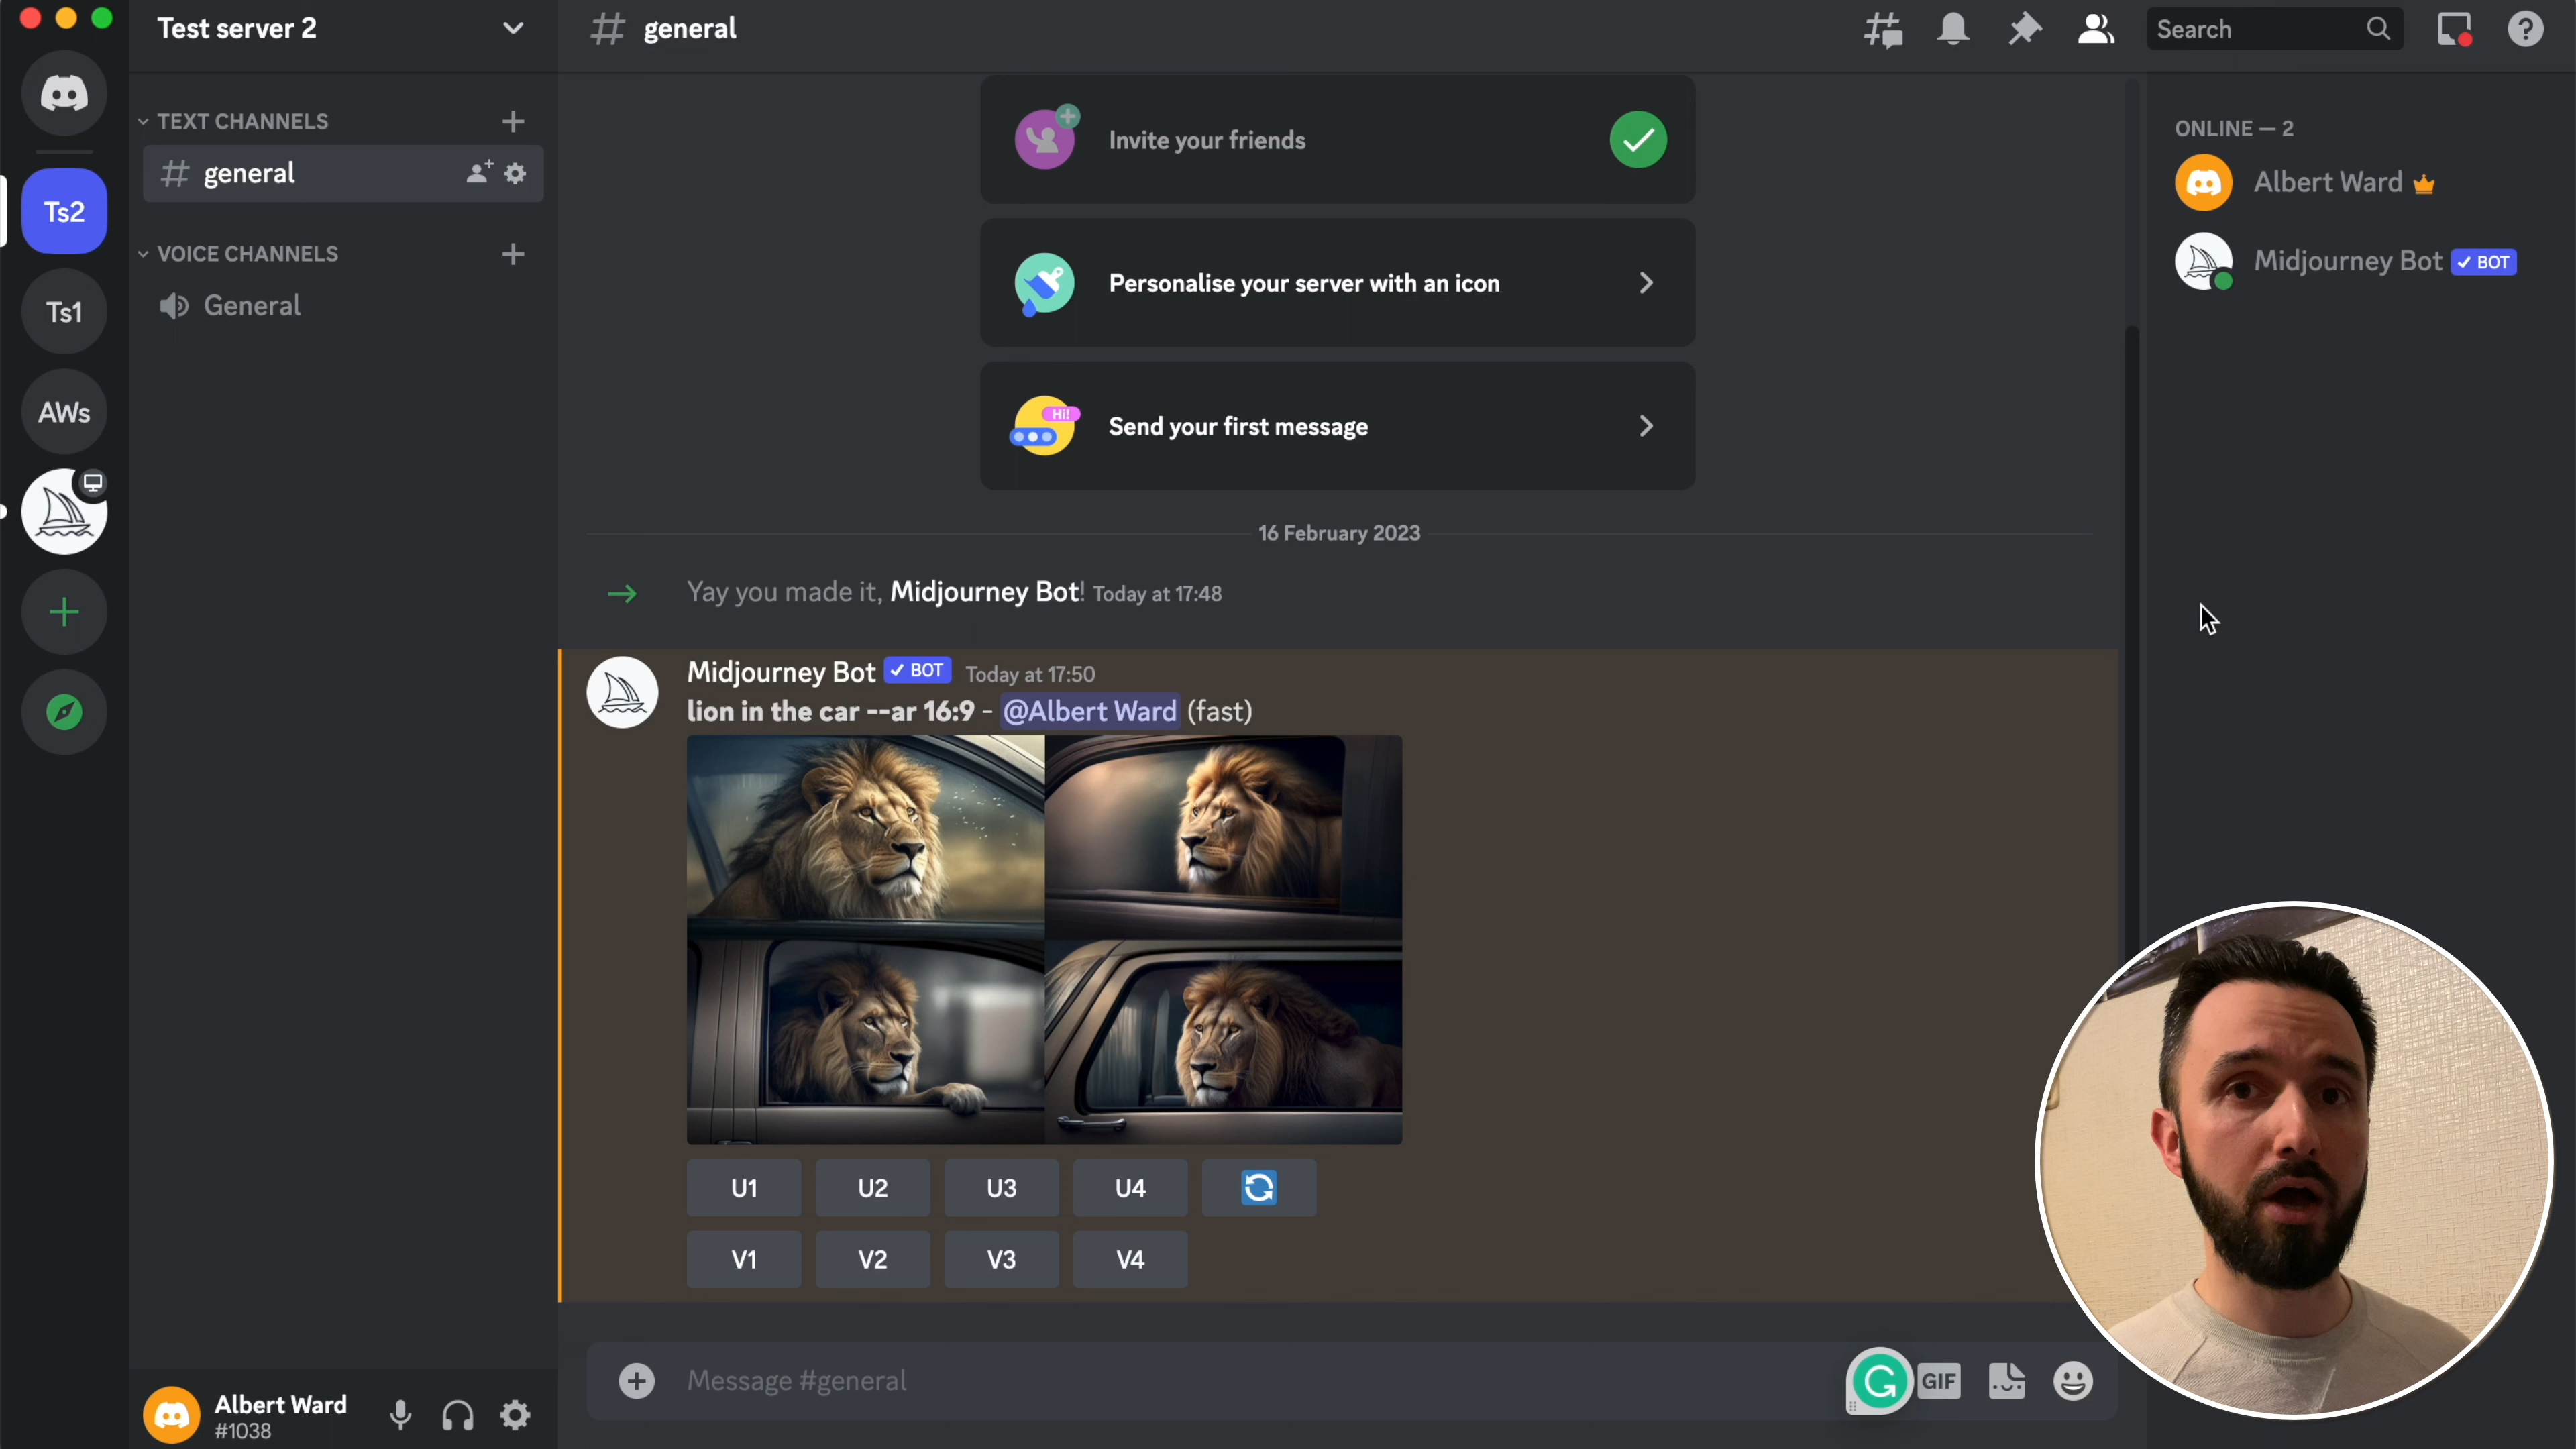 Test server 2
general
Search
TEXT CHANNELS
general
VOICE CHANNELS
General
Ts2
Ts1
AWs
Invite your friends
Personalise your server with an icon
Hi!
Send your first message
16 February 2023
Yay you made it, Midjourney Bot! Today at 17:48
Midjourney Bot BOT Today at 17:50
lion in the car --ar 16:9 - @Albert Ward (fast)
U1 U2 U3 U4
V1 V2 V3 V4
Message #general
GIF
ONLINE — 2
Albert Ward
Midjourney Bot BOT
Albert Ward
#1038